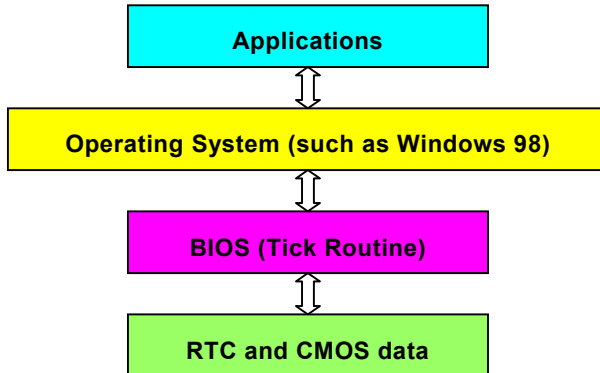 Applications
Operating System (such as Windows 98)
BIOS (Tick Routine)
RTC and CMOS data